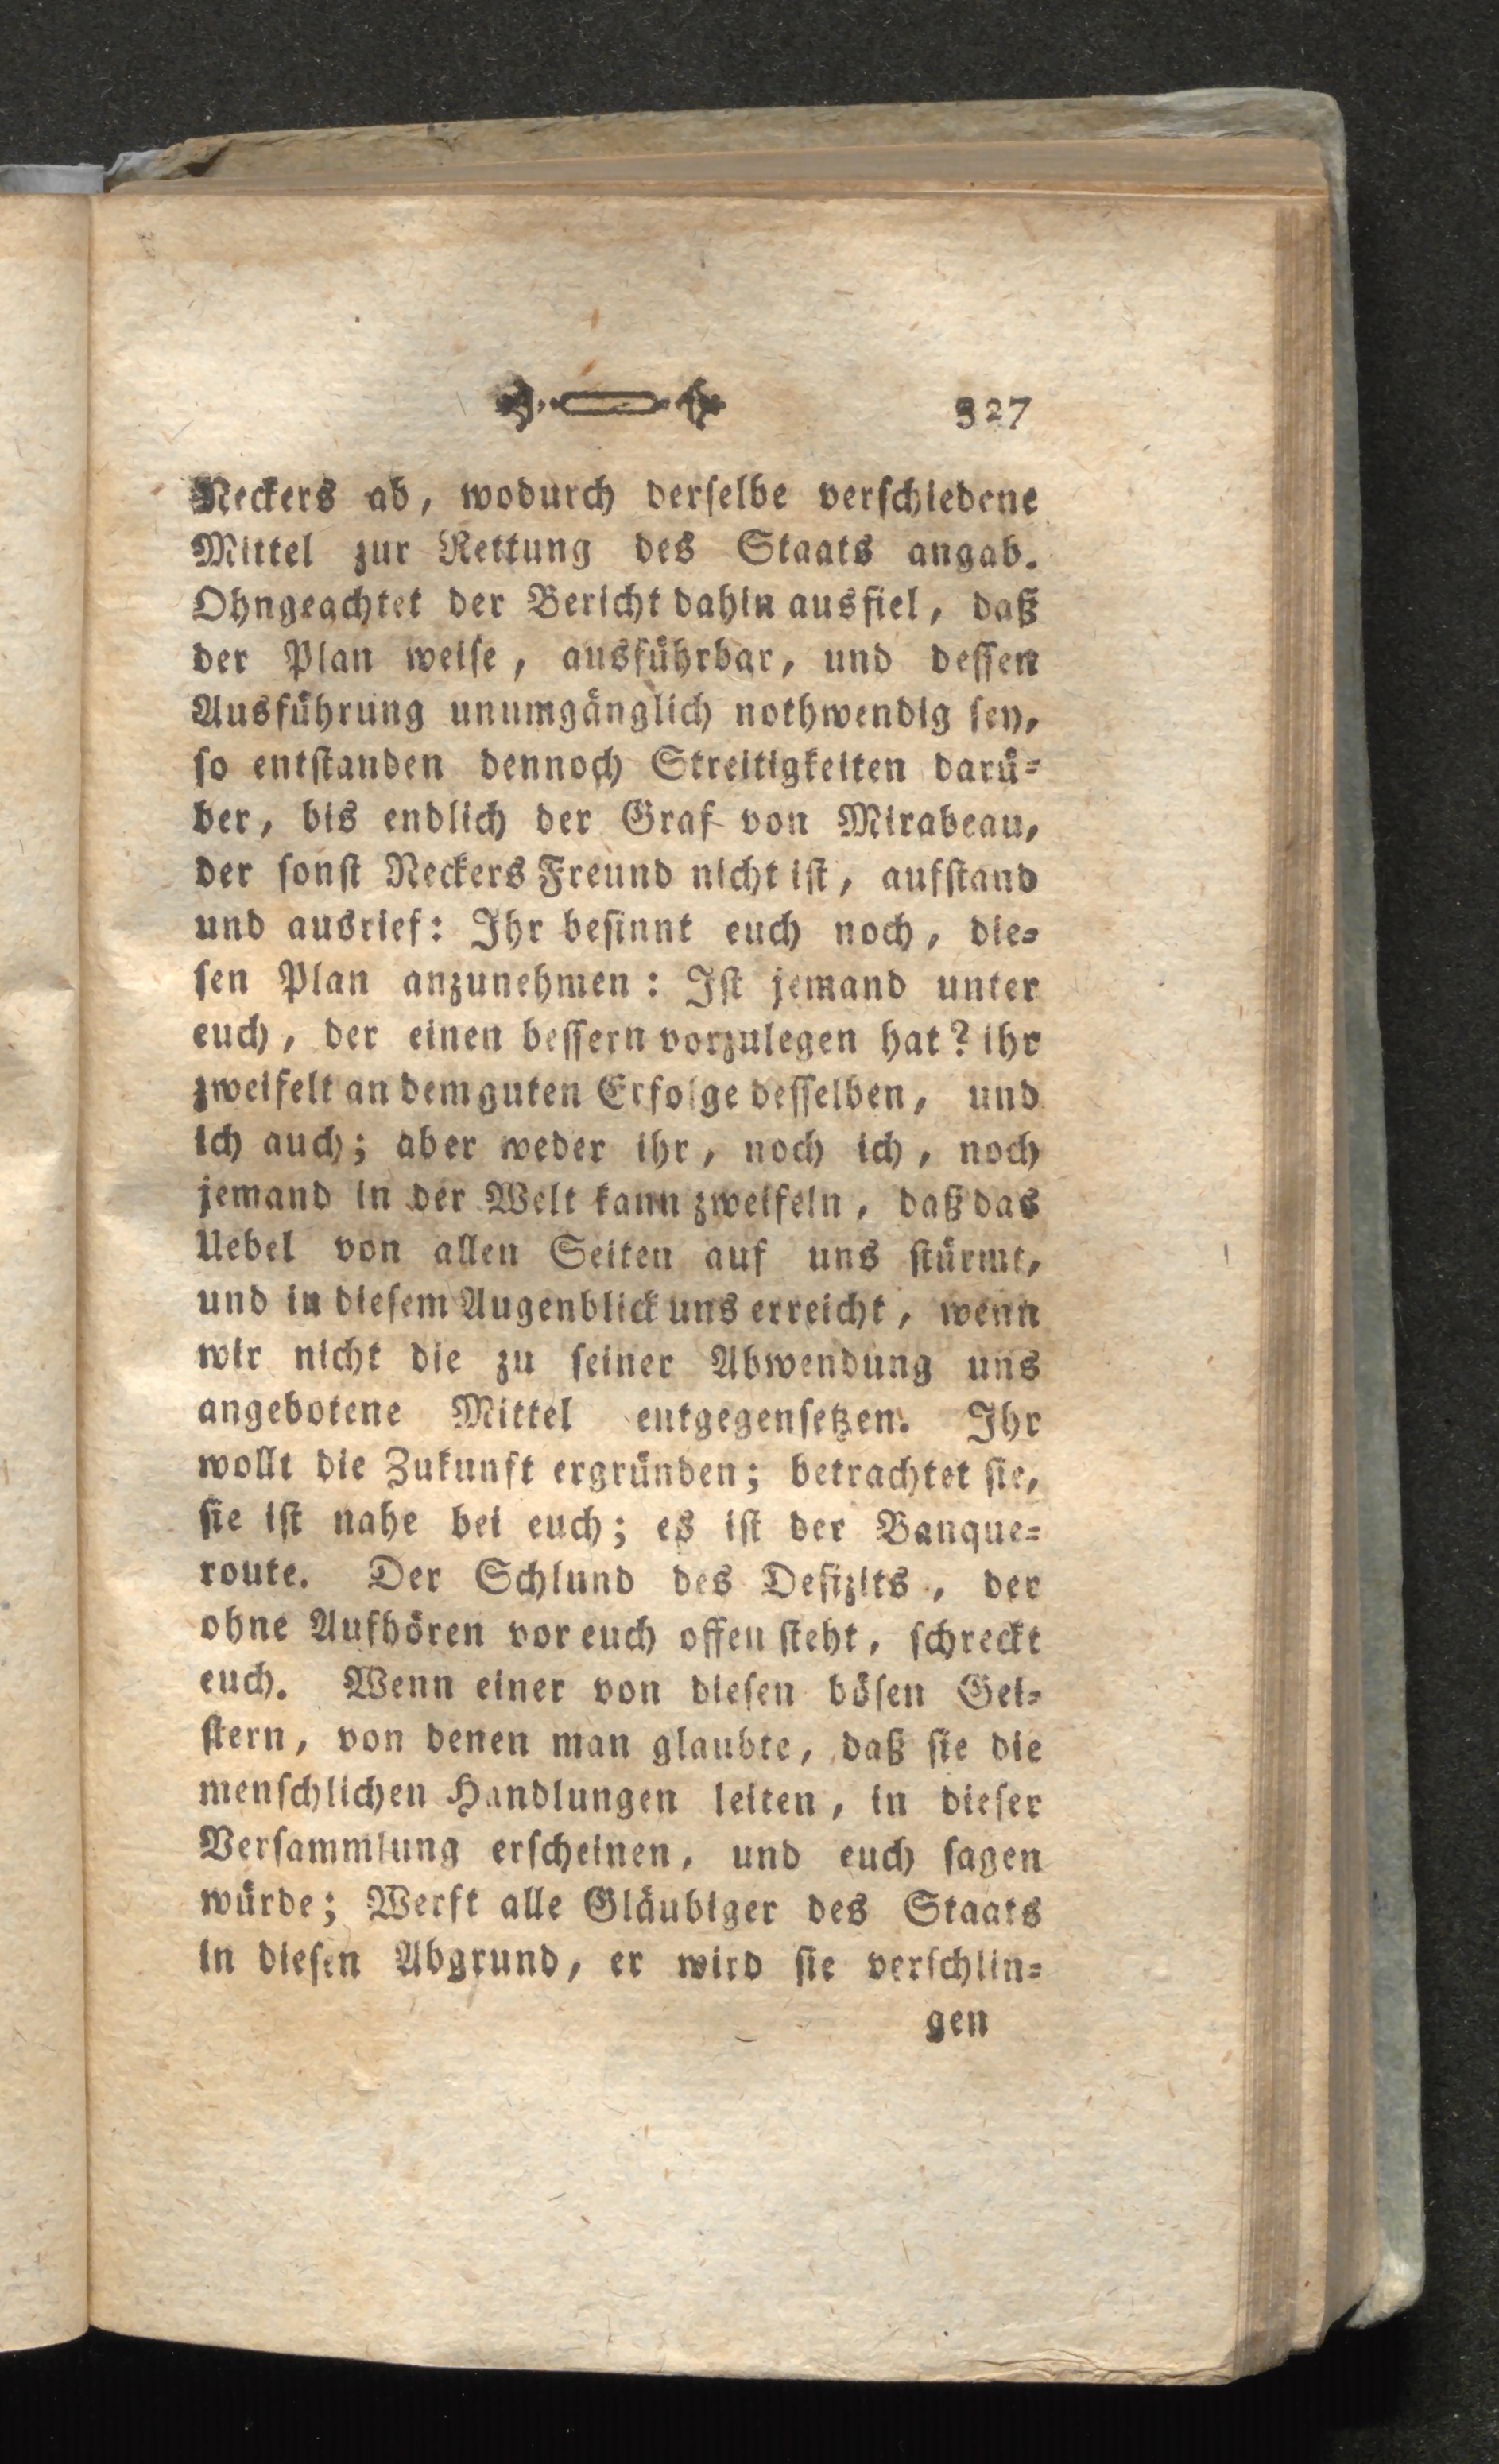 327
Neckers ab, wodurch derselbe verschiedene
Mittel zur Rettung des Staats angab.
Ohngeachtet der Bericht dahin ausfiel, daß
der Plan weise, ausführbar, und dessen
Ausführung unumgänglich nothwendig sey,
so entstanden dennoch Streitigkeiten darü-
ber, bis endlich der Graf von Mirabeau,
der sonst Neckers Freund nicht ist, aufstand
und ausrief: Ihr besinnt euch noch, die-
sen Plan anzunehmen: Ist jemand unter
euch, der einen bessern vorzulegen hat? ihr
zweifelt an dem guten Erfolge desselben, und
ich auch; aber weder ihr, noch ich, noch
jemand in der Welt kann zweifeln, daß das
Uebel von allen Seiten auf uns stürmt,
und in diesem Augenblick uns erreicht, wenn
wir nicht die zu seiner Abwendung uns
angebotene Mittel entgegensetzen. Ihr
wollt die Zukunft ergründen; betrachtet sie,
sie ist nahe bei euch; es ist der Banque-
route. Der Schlund des Defizits, der
ohne Aufhören vor euch offen steht, schreckt
euch. Wenn einer von diesen bösen Gei-
stern, von denen man glaubte, daß sie die
menschlichen Handlungen leiten, in dieser
Versammlung erscheinen, und euch sagen
würde; Werft alle Gläubiger des Staats
in diesen Abgrund, er wird sie verschlin-
gen